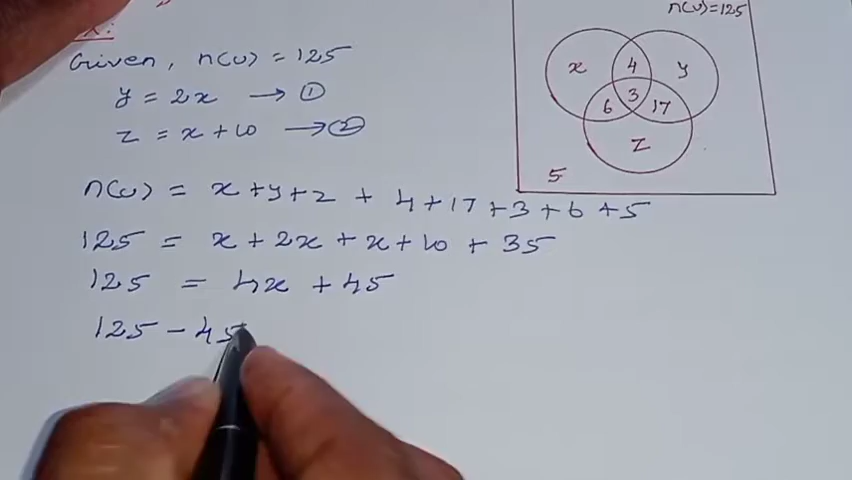 Given, n(U) = 125
y = 2x → ①
z = x + 10 → ②
n(U) = x + y + z + 4 + 17 + 3 + 6 + 5
125 = x + 2x + x + 10 + 35
125 = 4x + 45
125 - 45
n(U) = 125
x 4 y
3
6 17
z
5